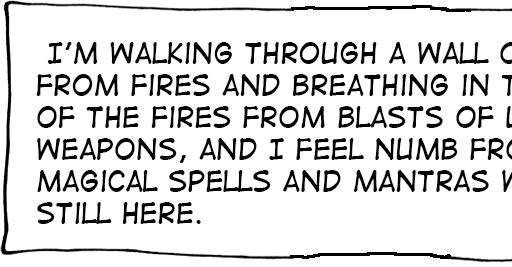 I'M WALKING THROUGH A WALL
FROM FIRES AND BREATHING IN
OF THE FIRES FROM BLASTS OF
WEAPONS, AND I FEEL NUMB
MAGICAL SPELLS AND MANTRAS
STILL HERE.